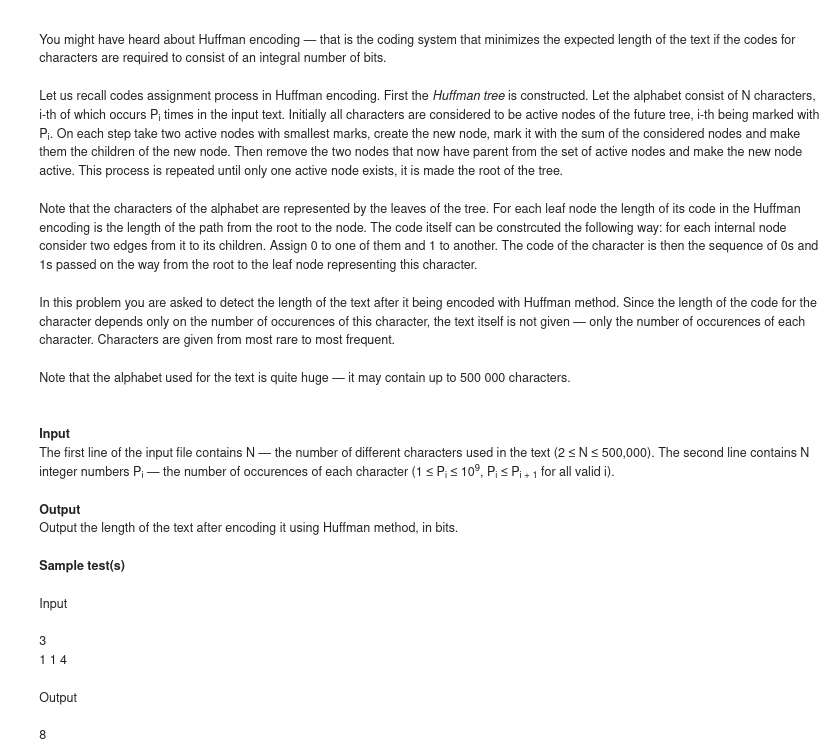 You might have heard about Huffman encoding — that is the coding system that minimizes the expected length of the text if the codes for
characters are required to consist of an integral number of bits.
Let us recall codes assignment process in Huffman encoding. First the Huffman tree is constructed. Let the alphabet consist of N characters,
i-th of which occurs Pi times in the input text. Initially all characters are considered to be active nodes of the future tree, i-th being marked with
Pi. On each step take two active nodes with smallest marks, create the new node, mark it with the sum of the considered nodes and make
them the children of the new node. Then remove the two nodes that now have parent from the set of active nodes and make the new node
active. This process is repeated until only one active node exists, it is made the root of the tree.
Note that the characters of the alphabet are represented by the leaves of the tree. For each leaf node the length of its code in the Huffman
encoding is the length of the path from the root to the node. The code itself can be constrcuted the following way: for each internal node
consider two edges from it to its children. Assign 0 to one of them and 1 to another. The code of the character is then the sequence of 0s and
1s passed on the way from the root to the leaf node representing this character.
In this problem you are asked to detect the length of the text after it being encoded with Huffman method. Since the length of the code for the
character depends only on the number of occurences of this character, the text itself is not given — only the number of occurences of each
character. Characters are given from most rare to most frequent.
Note that the alphabet used for the text is quite huge — it may contain up to 500 000 characters.
Input
The first line of the input file contains N — the number of different characters used in the text (2 ≤ N ≤ 500,000). The second line contains N
integer numbers Pi — the number of occurences of each character (1 ≤ Pi ≤ 10^9, Pi ≤ Pi + 1 for all valid i).
Output
Output the length of the text after encoding it using Huffman method, in bits.
Sample test(s)
Input
3
1 1 4
Output
8